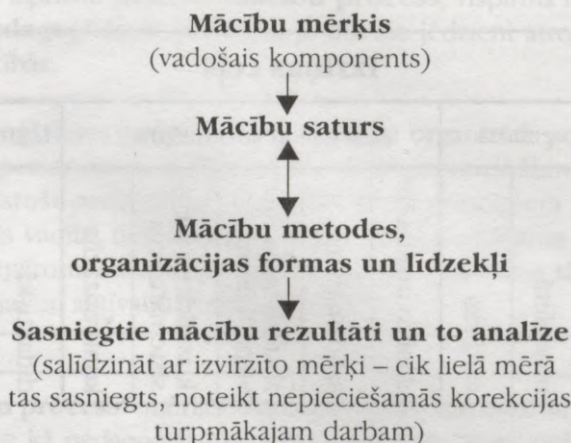 Mācību mērķis
(vadošais komponents)
Mācību saturs
Mācību metodes,
organizācijas formas un līdzekļi
Sasniegtie mācību rezultāti un to analīze
(salīdzināt ar izvirzīto mērķi – cik lielā mērā
tas sasniegts, noteikt nepieciešamās korekcijas
turpmākajam darbam)